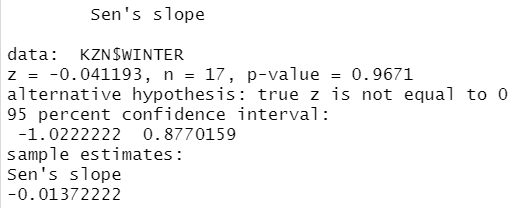 Sen's slope
data: KZN$WINTER
z = -0.041193, n = 17, p-value = 0.9671
alternative hypothesis: true z is not equal to 0
95 percent confidence interval:
-1.0222222 0.8770159
sample estimates:
Sen's slope
-0.01372222